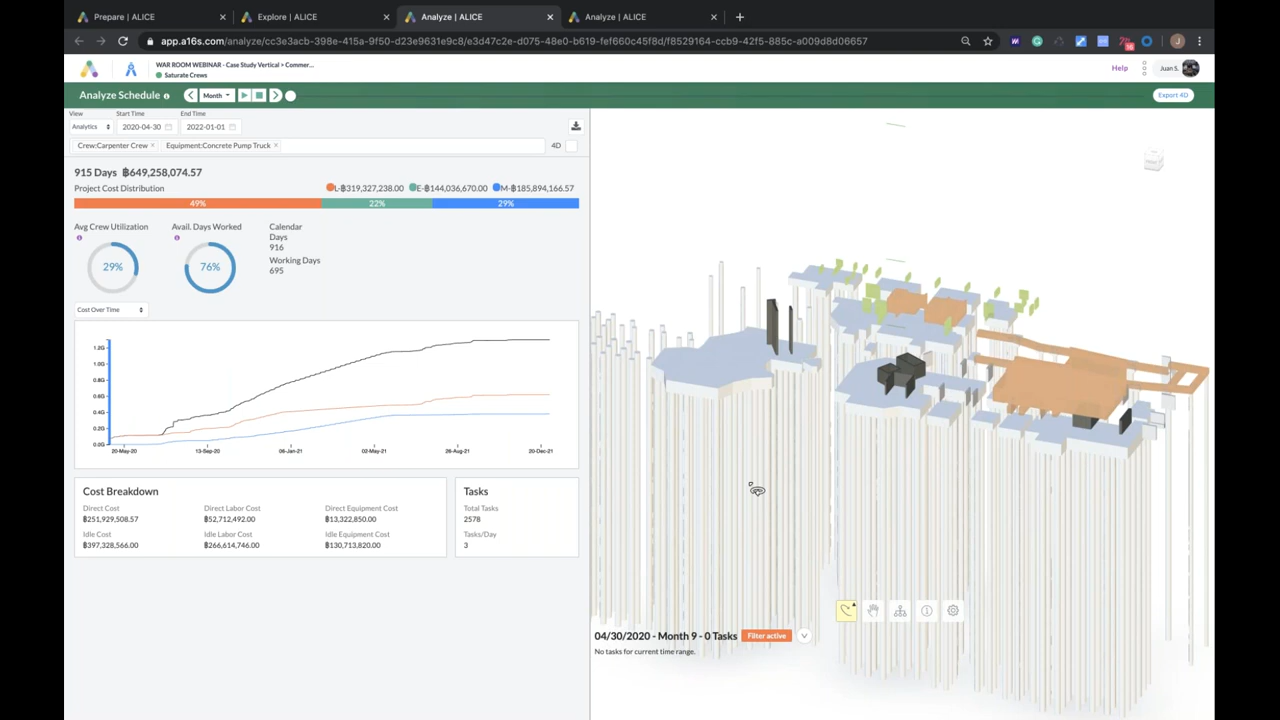 Prepare | ALICE
Explore | ALICE
Analyze | ALICE
Analyze | ALICE
app.a16s.com/analyze/cc3e3acb-398e-415a-9f50-d23e9631e9c8/e3d47c2e-d075-48e0-b619-fef660c45f8d/f8529164-ccb9-42f5-885c-a009d8d06657
WAR ROOM WEBINAR - Case Study Vertical > Commer...
Saturate Crews
Help
Juan S.
Analyze Schedule
Month
Export 4D
View
Start Time
End Time
Analytics
2020-04-30
2022-01-01
Crew:Carpenter Crew ×
Equipment:Concrete Pump Truck ×
4D
915 Days ฿649,258,074.57
Project Cost Distribution
L-฿319,327,238.00
E-฿144,036,670.00
M-฿185,894,166.57
49%
22%
29%
Avg Crew Utilization
Avail. Days Worked
Calendar Days
916
Working Days
695
29%
76%
Cost Over Time
1.2G
1.0G
0.8G
0.6G
0.4G
0.2G
0.0G
20-May-20
13-Sep-20
06-Jan-21
02-May-21
26-Aug-21
20-Dec-21
Cost Breakdown
Direct Cost
Direct Labor Cost
Direct Equipment Cost
฿251,929,508.57
฿52,712,492.00
฿13,322,850.00
Idle Cost
Idle Labor Cost
Idle Equipment Cost
฿397,328,566.00
฿266,614,746.00
฿130,713,820.00
Tasks
Total Tasks
2578
Tasks/Day
3
04/30/2020 - Month 9 - 0 Tasks
Filter active
No tasks for current time range.